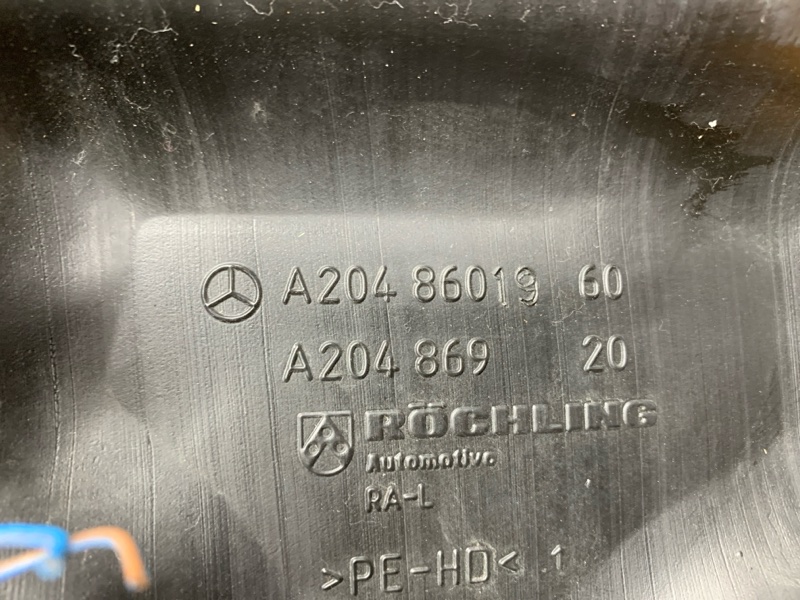 A204 86019 60
A204 869 20
RÖCHLING
Automotive
RA-L
>PE-HD< 1